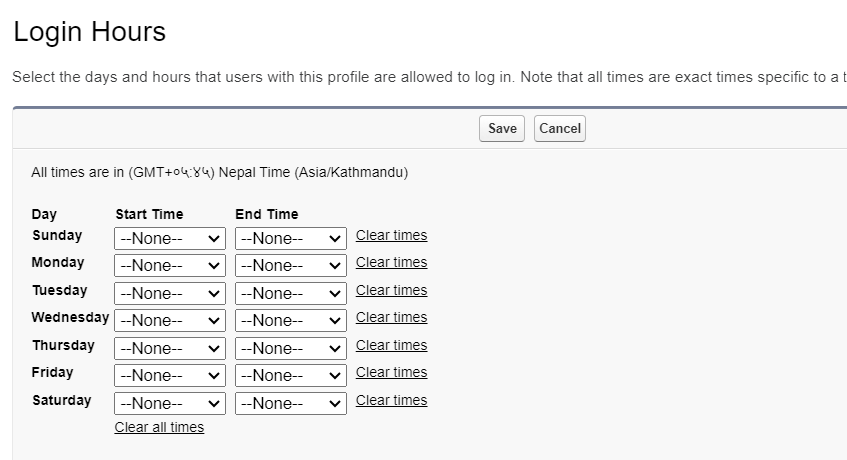 Login Hours
Select the days and hours that users with this profile are allowed to log in. Note that all times are exact times specific to a t
Save Cancel
All times are in (GMT+०५:४५) Nepal Time (Asia/Kathmandu)
Day Start Time End Time
Sunday --None-- --None-- Clear times
Monday --None-- --None-- Clear times
Tuesday --None-- --None-- Clear times
Wednesday --None-- --None-- Clear times
Thursday --None-- --None-- Clear times
Friday --None-- --None-- Clear times
Saturday --None-- --None-- Clear times
Clear all times